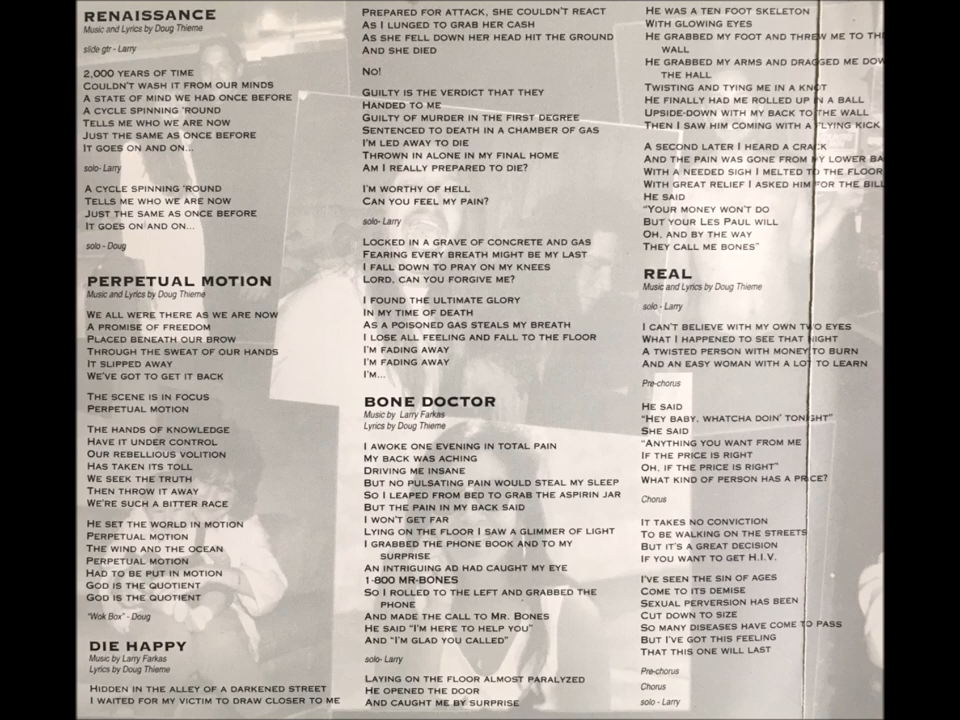 RENAISSANCE
Music and Lyrics by Doug Thieme
slide gtr - Larry
2,000 YEARS OF TIME
COULDN'T WASH IT FROM OUR MINDS
A STATE OF MIND WE HAD ONCE BEFORE
A CYCLE SPINNING 'ROUND
TELLS ME WHO WE ARE NOW
JUST THE SAME AS ONCE BEFORE
IT GOES ON AND ON...
solo- Larry
A CYCLE SPINNING 'ROUND
TELLS ME WHO WE ARE NOW
JUST THE SAME AS ONCE BEFORE
IT GOES ON AND ON...
solo - Doug
PERPETUAL MOTION
Music and Lyrics by Doug Thieme
WE ALL WERE THERE AS WE ARE NOW
A PROMISE OF FREEDOM
PLACED BENEATH OUR BROW
THROUGH THE SWEAT OF OUR HANDS
IT SLIPPED AWAY
WE'VE GOT TO GET IT BACK
THE SCENE IS IN FOCUS
PERPETUAL MOTION
THE HANDS OF KNOWLEDGE
HAVE IT UNDER CONTROL
OUR REBELLIOUS VOLITION
HAS TAKEN ITS TOLL
WE SEEK THE TRUTH
THEN THROW IT AWAY
WE'RE SUCH A BITTER RACE
HE SET THE WORLD IN MOTION
PERPETUAL MOTION
THE WIND AND THE OCEAN
PERPETUAL MOTION
HAD TO BE PUT IN MOTION
GOD IS THE QUOTIENT
GOD IS THE QUOTIENT
"Wok Box" - Doug
DIE HAPPY
Music by Larry Farkas
Lyrics by Doug Thieme
HIDDEN IN THE ALLEY OF A DARKENED STREET
I WAITED FOR MY VICTIM TO DRAW CLOSER TO ME
PREPARED FOR ATTACK, SHE COULDN'T REACT
AS I LUNGED TO GRAB HER CASH
AS SHE FELL DOWN HER HEAD HIT THE GROUND
AND SHE DIED
NO!
GUILTY IS THE VERDICT THAT THEY
HANDED TO ME
GUILTY OF MURDER IN THE FIRST DEGREE
SENTENCED TO DEATH IN A CHAMBER OF GAS
I'M LED AWAY TO DIE
THROWN IN ALONE IN MY FINAL HOME
AM I REALLY PREPARED TO DIE?
I'M WORTHY OF HELL
CAN YOU FEEL MY PAIN?
solo- Larry
LOCKED IN A GRAVE OF CONCRETE AND GAS
FEARING EVERY BREATH MIGHT BE MY LAST
I FALL DOWN TO PRAY ON MY KNEES
LORD, CAN YOU FORGIVE ME?
I FOUND THE ULTIMATE GLORY
IN MY TIME OF DEATH
AS A POISONED GAS STEALS MY BREATH
I LOSE ALL FEELING AND FALL TO THE FLOOR
I'M FADING AWAY
I'M FADING AWAY
I'M...
BONE DOCTOR
Music by Larry Farkas
Lyrics by Doug Thieme
I AWOKE ONE EVENING IN TOTAL PAIN
MY BACK WAS ACHING
DRIVING ME INSANE
BUT NO PULSATING PAIN WOULD STEAL MY SLEEP
SO I LEAPED FROM BED TO GRAB THE ASPIRIN JAR
BUT THE PAIN IN MY BACK SAID
I WON'T GET FAR
LYING ON THE FLOOR I SAW A GLIMMER OF LIGHT
I GRABBED THE PHONE BOOK AND TO MY
SURPRISE
AN INTRIGUING AD HAD CAUGHT MY EYE
1-800 MR-BONES
SO I ROLLED TO THE LEFT AND GRABBED THE
PHONE
AND MADE THE CALL TO MR. BONES
HE SAID "I'M HERE TO HELP YOU"
AND "I'M GLAD YOU CALLED"
solo- Larry
LAYING ON THE FLOOR ALMOST PARALYZED
HE OPENED THE DOOR
AND CAUGHT ME BY SURPRISE
HE WAS A TEN FOOT SKELETON
WITH GLOWING EYES
HE GRABBED MY FOOT AND THREW ME TO TH
WALL
HE GRABBED MY ARMS AND DRAGGED ME DOW
THE HALL
TWISTING AND TYING ME IN A KNOT
HE FINALLY HAD ME ROLLED UP IN A BALL
UPSIDE-DOWN WITH MY BACK TO THE WALL
THEN I SAW HIM COMING WITH A FLYING KICK
A SECOND LATER I HEARD A CRACK
AND THE PAIN WAS GONE FROM MY LOWER BA
WITH A NEEDED SIGH I MELTED TO THE FLOOR
WITH GREAT RELIEF I ASKED HIM FOR THE BILL
HE SAID
"YOUR MONEY WON'T DO
BUT YOUR LES PAUL WILL
OH, AND BY THE WAY
THEY CALL ME BONES"
REAL
Music and Lyrics by Doug Thieme
solo - Larry
I CAN'T BELIEVE WITH MY OWN TWO EYES
WHAT I HAPPENED TO SEE THAT NIGHT
A TWISTED PERSON WITH MONEY TO BURN
AND AN EASY WOMAN WITH A LOT TO LEARN
Pre-chorus
HE SAID
"HEY BABY, WHATCHA DOIN' TONIGHT"
SHE SAID
"ANYTHING YOU WANT FROM ME
IF THE PRICE IS RIGHT
OH, IF THE PRICE IS RIGHT"
WHAT KIND OF PERSON HAS A PRICE?
Chorus
IT TAKES NO CONVICTION
TO BE WALKING ON THE STREETS
BUT IT'S A GREAT DECISION
IF YOU WANT TO GET H.I.V.
I'VE SEEN THE SIN OF AGES
COME TO ITS DEMISE
SEXUAL PERVERSION HAS BEEN
CUT DOWN TO SIZE
SO MANY DISEASES HAVE COME TO PASS
BUT I'VE GOT THIS FEELING
THAT THIS ONE WILL LAST
Pre-chorus
Chorus
solo - Larry